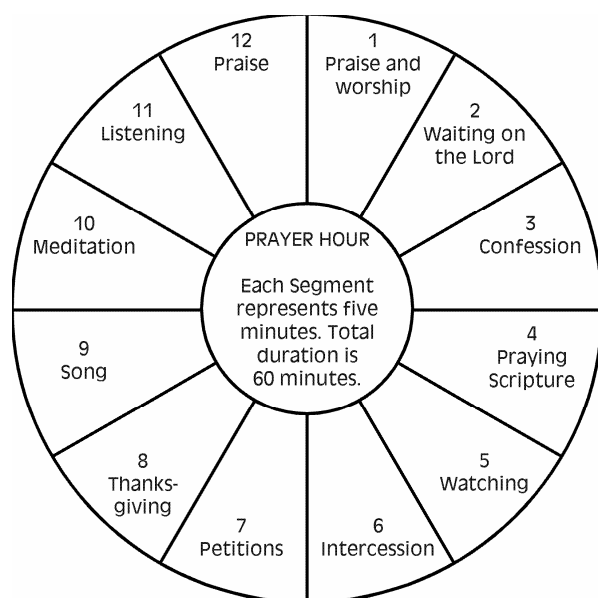 PRAYER HOUR
Each Segment
represents five
minutes. Total
duration is
60 minutes.
1
Praise and
worship
2
Waiting on
the Lord
3
Confession
4
Praying
Scripture
5
Watching
6
Intercession
7
Petitions
8
Thanks-
giving
9
Song
10
Meditation
11
Listening
12
Praise